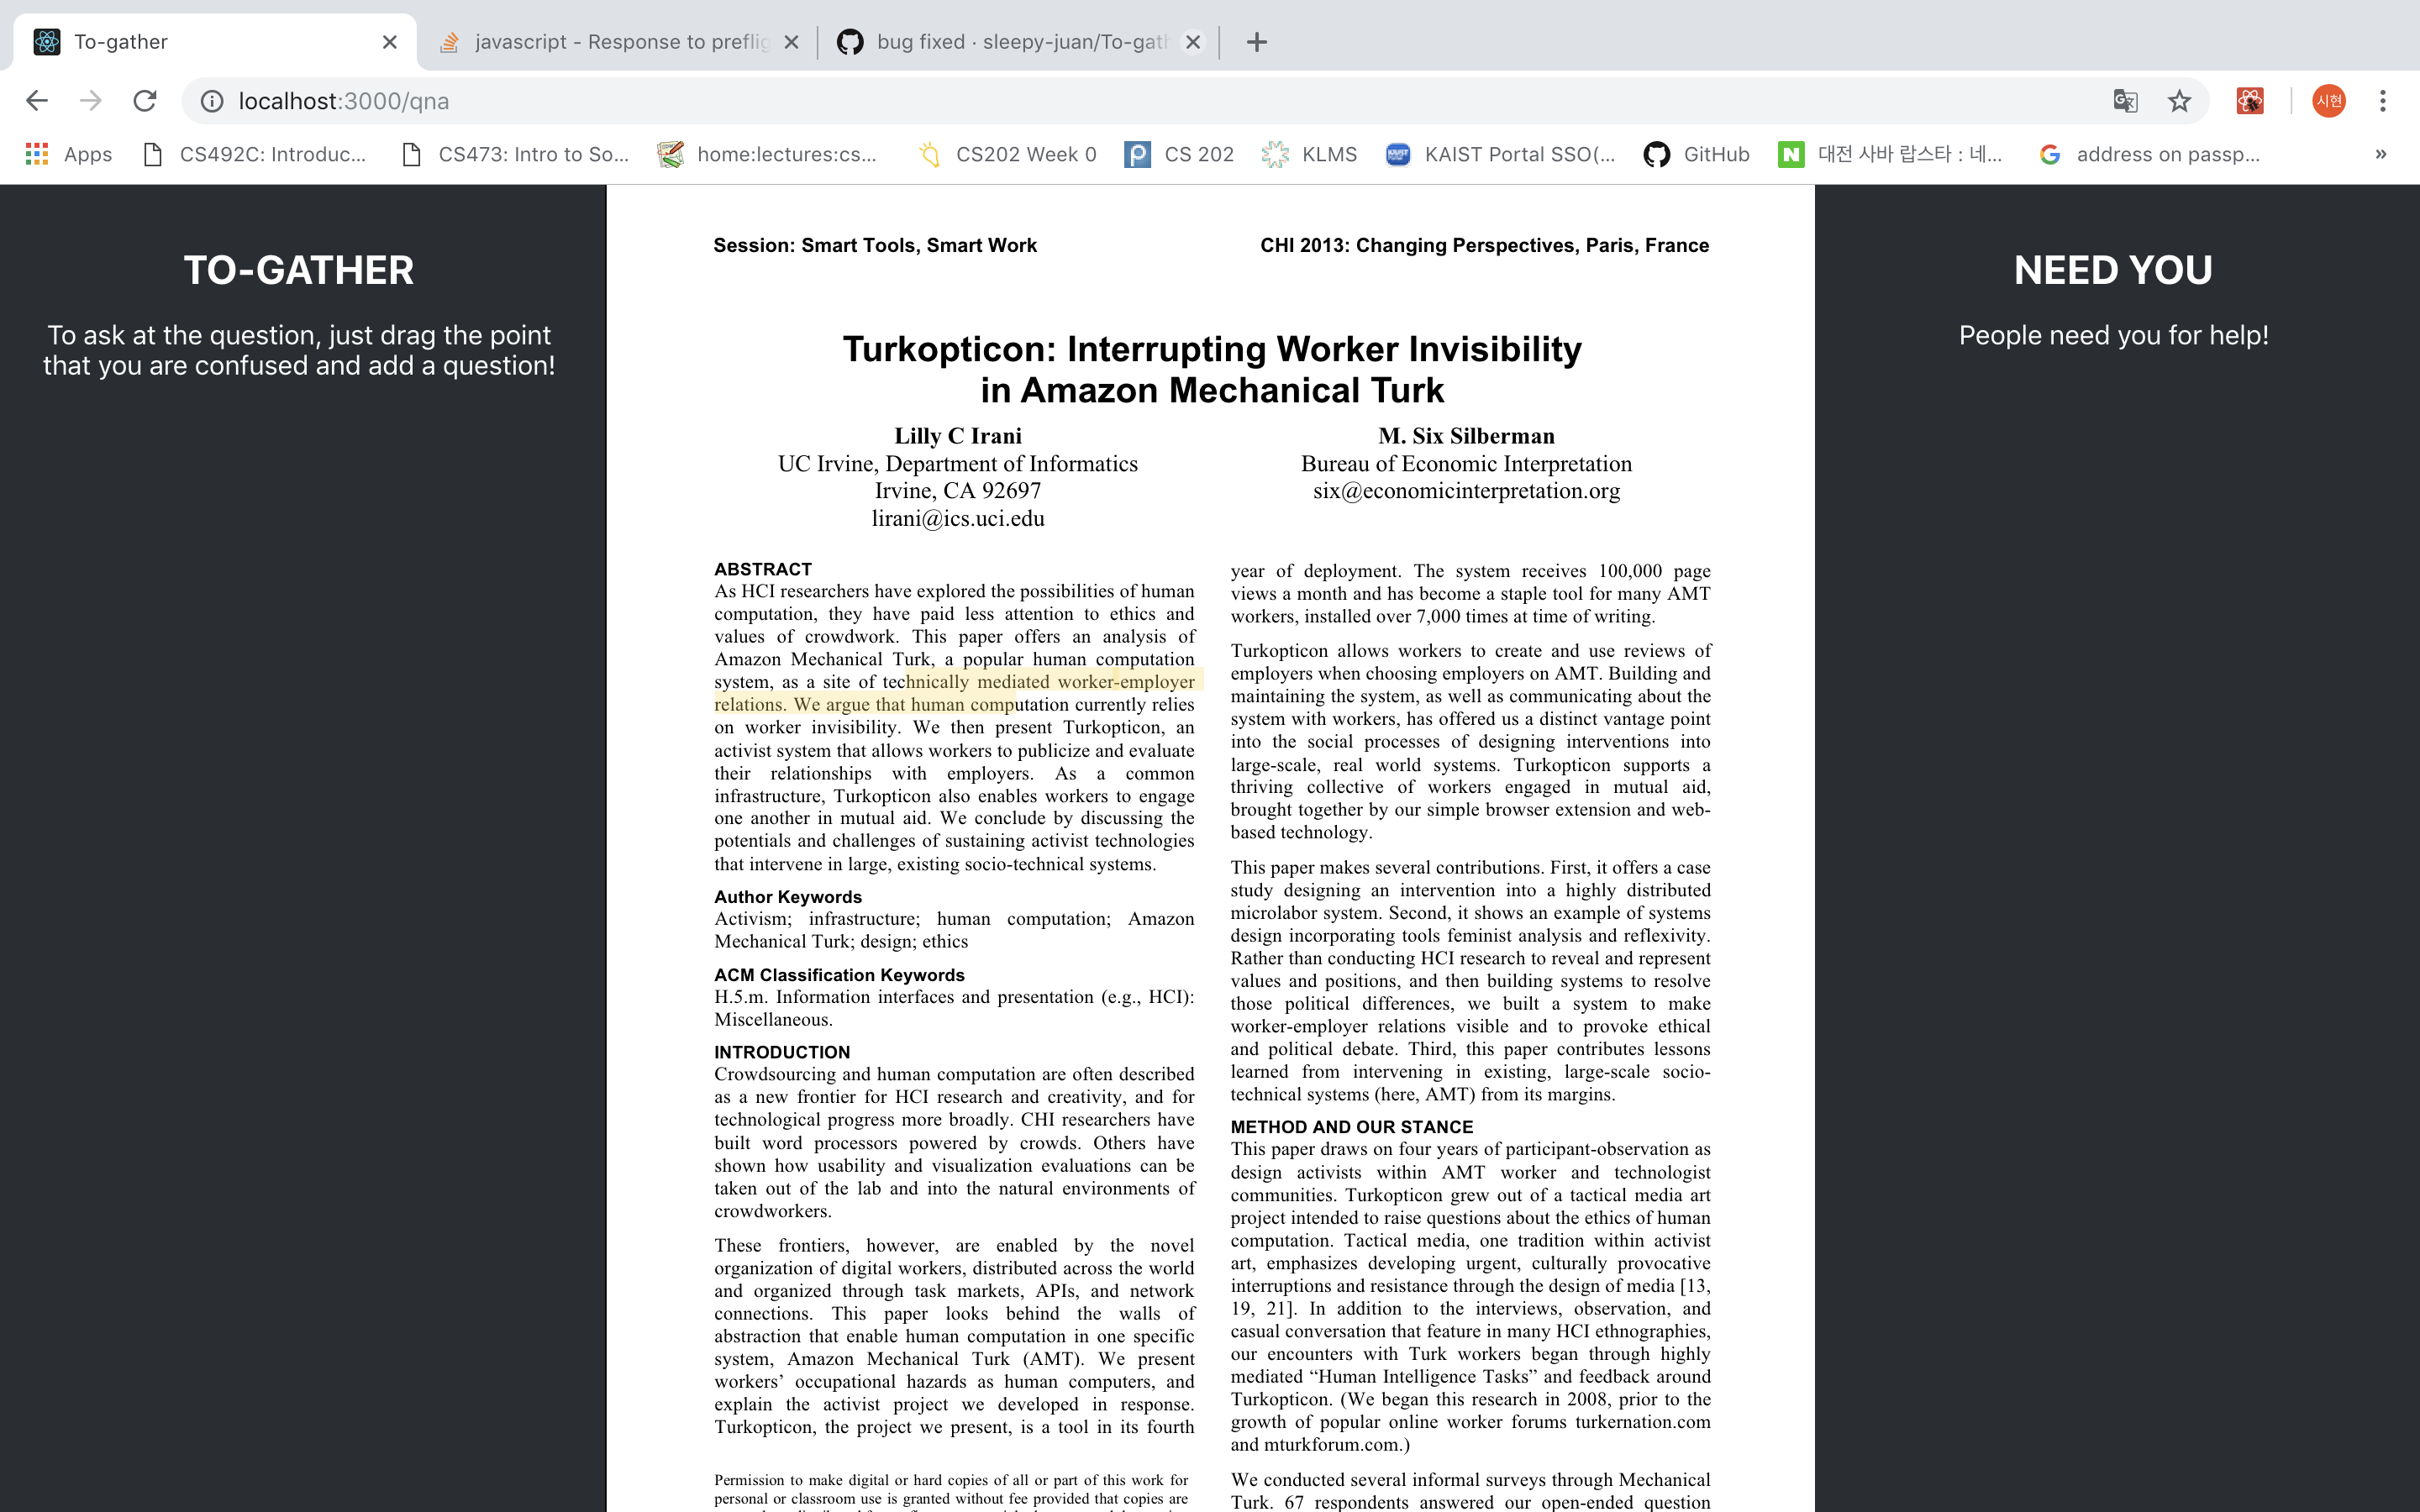 To-gather
javascript - Response to preflig
bug fixed · sleepy-juan/To-gath
localhost:3000/qna
시현
Apps
CS492C: Introduc...
CS473: Intro to So...
home:lectures:cs...
CS202 Week 0
CS 202
KLMS
KAIST Portal SSO(...
GitHub
대전 사바 랍스타 : 네...
address on passp...
»
TO-GATHER
To ask at the question, just drag the point
that you are confused and add a question!
Session: Smart Tools, Smart Work
CHI 2013: Changing Perspectives, Paris, France
Turkopticon: Interrupting Worker Invisibility
in Amazon Mechanical Turk
Lilly C Irani
UC Irvine, Department of Informatics
Irvine, CA 92697
lirani@ics.uci.edu
M. Six Silberman
Bureau of Economic Interpretation
six@economicinterpretation.org
ABSTRACT
As HCI researchers have explored the possibilities of human
computation, they have paid less attention to ethics and
values of crowdwork. This paper offers an analysis of
Amazon Mechanical Turk, a popular human computation
system, as a site of technically mediated worker-employer
relations. We argue that human computation currently relies
on worker invisibility. We then present Turkopticon, an
activist system that allows workers to publicize and evaluate
their relationships with employers. As a common
infrastructure, Turkopticon also enables workers to engage
one another in mutual aid. We conclude by discussing the
potentials and challenges of sustaining activist technologies
that intervene in large, existing socio-technical systems.
Author Keywords
Activism; infrastructure; human computation; Amazon
Mechanical Turk; design; ethics
ACM Classification Keywords
H.5.m. Information interfaces and presentation (e.g., HCI):
Miscellaneous.
INTRODUCTION
Crowdsourcing and human computation are often described
as a new frontier for HCI research and creativity, and for
technological progress more broadly. CHI researchers have
built word processors powered by crowds. Others have
shown how usability and visualization evaluations can be
taken out of the lab and into the natural environments of
crowdworkers.
These frontiers, however, are enabled by the novel
organization of digital workers, distributed across the world
and organized through task markets, APIs, and network
connections. This paper looks behind the walls of
abstraction that enable human computation in one specific
system, Amazon Mechanical Turk (AMT). We present
workers' occupational hazards as human computers, and
explain the activist project we developed in response.
Turkopticon, the project we present, is a tool in its fourth
Permission to make digital or hard copies of all or part of this work for
personal or classroom use is granted without fee provided that copies are
year of deployment. The system receives 100,000 page
views a month and has become a staple tool for many AMT
workers, installed over 7,000 times at time of writing.
Turkopticon allows workers to create and use reviews of
employers when choosing employers on AMT. Building and
maintaining the system, as well as communicating about the
system with workers, has offered us a distinct vantage point
into the social processes of designing interventions into
large-scale, real world systems. Turkopticon supports a
thriving collective of workers engaged in mutual aid,
brought together by our simple browser extension and web-
based technology.
This paper makes several contributions. First, it offers a case
study designing an intervention into a highly distributed
microlabor system. Second, it shows an example of systems
design incorporating tools feminist analysis and reflexivity.
Rather than conducting HCI research to reveal and represent
values and positions, and then building systems to resolve
those political differences, we built a system to make
worker-employer relations visible and to provoke ethical
and political debate. Third, this paper contributes lessons
learned from intervening in existing, large-scale socio-
technical systems (here, AMT) from its margins.
METHOD AND OUR STANCE
This paper draws on four years of participant-observation as
design activists within AMT worker and technologist
communities. Turkopticon grew out of a tactical media art
project intended to raise questions about the ethics of human
computation. Tactical media, one tradition within activist
art, emphasizes developing urgent, culturally provocative
interruptions and resistance through the design of media [13,
19, 21]. In addition to the interviews, observation, and
casual conversation that feature in many HCI ethnographies,
our encounters with Turk workers began through highly
mediated “Human Intelligence Tasks” and feedback around
Turkopticon. (We began this research in 2008, prior to the
growth of popular online worker forums turkernation.com
and mturkforum.com.)
We conducted several informal surveys through Mechanical
Turk. 67 respondents answered our open-ended question
NEED YOU
People need you for help!